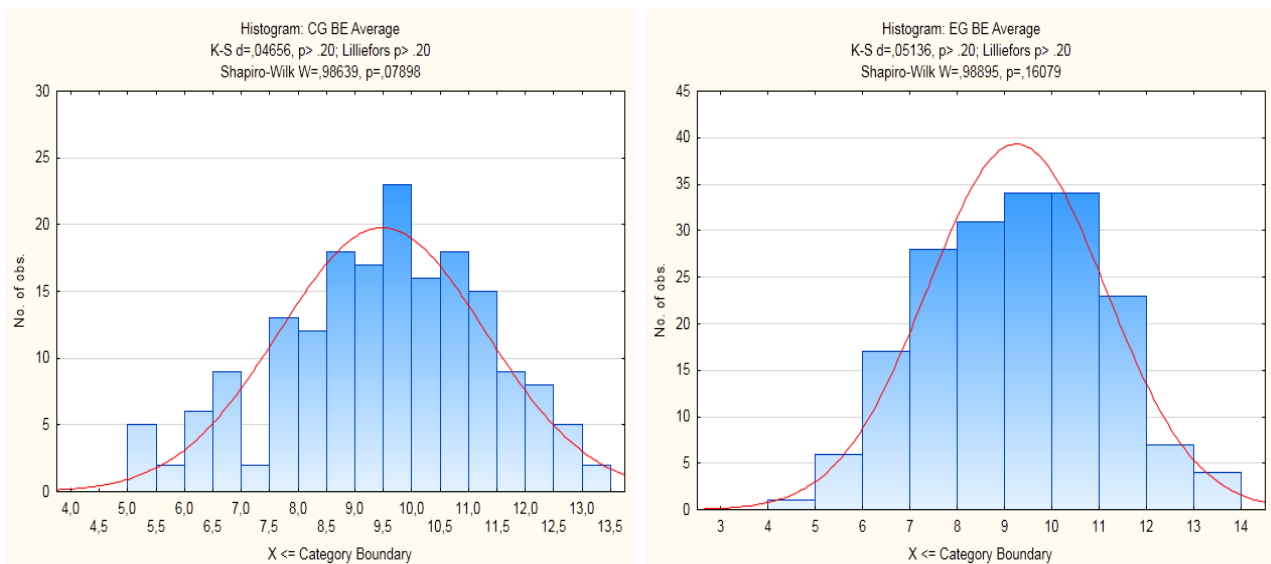 Histogram: CG BE Average
K-S d=,04656, p> .20; Lilliefors p> .20
Shapiro-Wilk W=,98639, p=,07898
30
25
20
15
10
5
0
No. of obs.
4,0 5,0 6,0 7,0 8,0 9,0 10,0 11,0 12,0 13,0
4,5 5,5 6,5 7,5 8,5 9,5 10,5 11,5 12,5 13,5
X <= Category Boundary
Histogram: EG BE Average
K-S d=,05136, p> .20; Lilliefors p> .20
Shapiro-Wilk W=,98895, p=,16079
45
40
35
30
25
20
15
10
5
0
No. of obs.
3 4 5 6 7 8 9 10 11 12 13 14
X <= Category Boundary